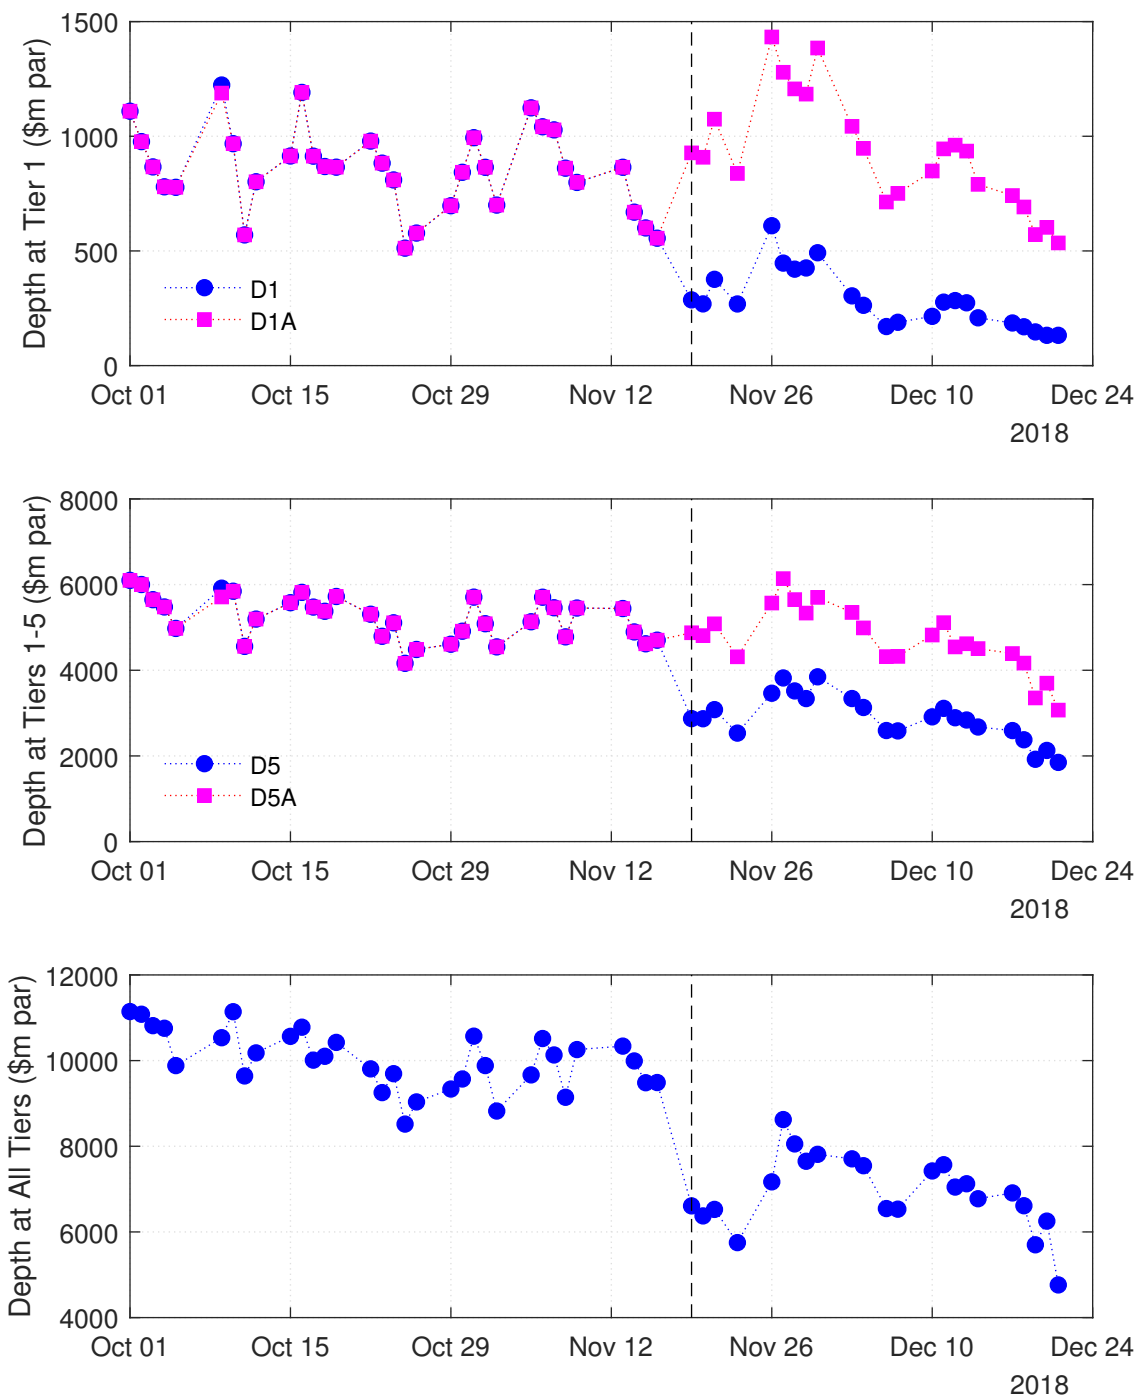 Depth at Tier 1 ($m par)
1500
1000
500
0
D1
D1A
Oct 01 Oct 15 Oct 29 Nov 12 Nov 26 Dec 10 Dec 24
2018
Depth at Tiers 1-5 ($m par)
8000
6000
4000
2000
0
D5
D5A
Oct 01 Oct 15 Oct 29 Nov 12 Nov 26 Dec 10 Dec 24
2018
Depth at All Tiers ($m par)
12000
10000
8000
6000
4000
Oct 01 Oct 15 Oct 29 Nov 12 Nov 26 Dec 10 Dec 24
2018